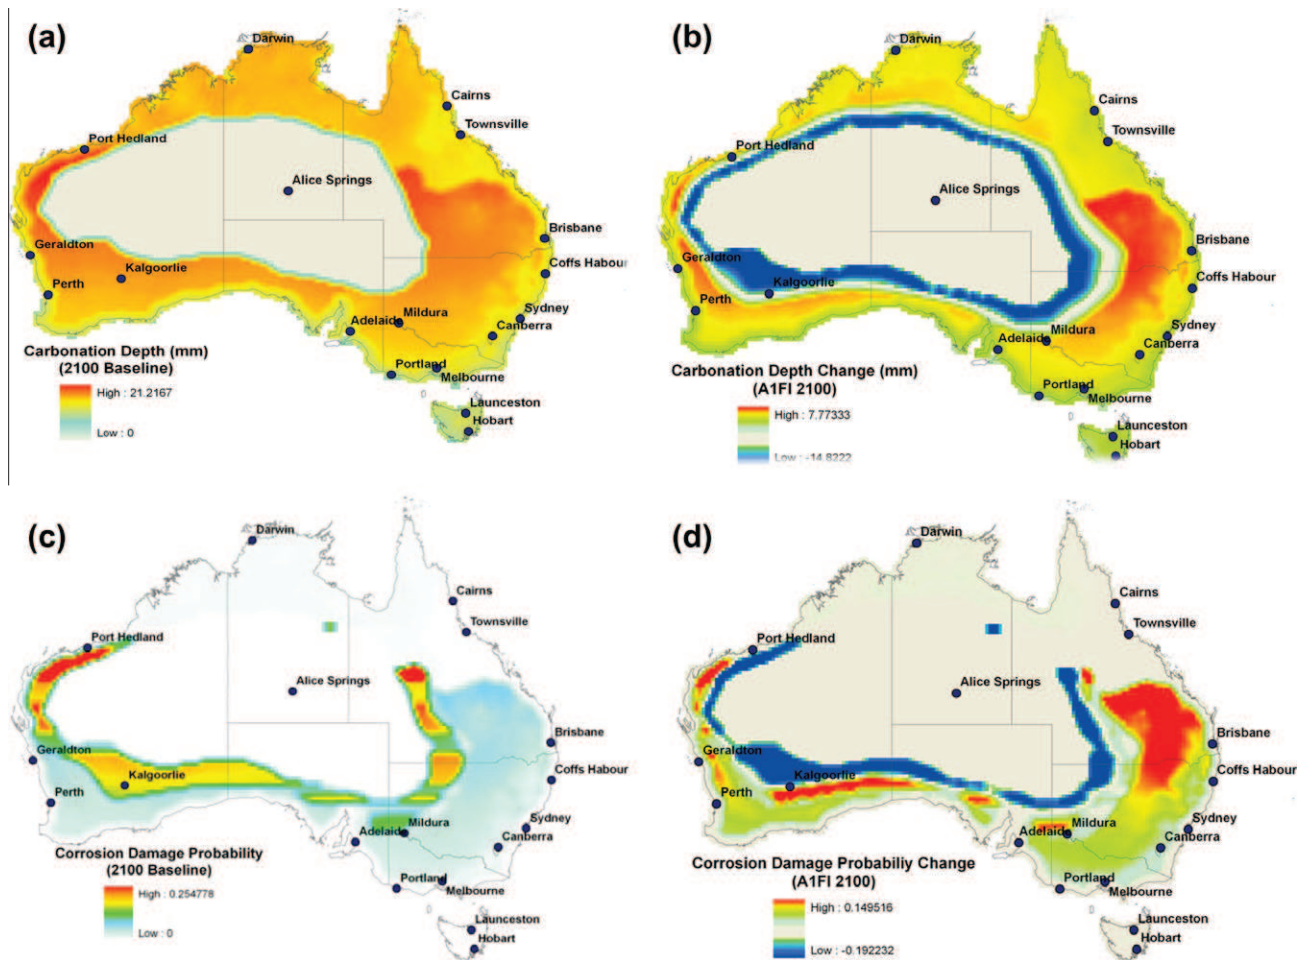 (a)
Darwin
Cairns
Townsville
Port Hedland
Alice Springs
Brisbane
Geraldton
Coffs Habour
Kalgoorlie
Perth
Sydney
Mildura
Adelaide
Canberra
Carbonation Depth (mm)
(2100 Baseline)
Portland
Melbourne
High : 21.2167
Launceston
Hobart
Low : 0
(b)
Darwin
Cairns
Townsville
Port Hedland
Alice Springs
Brisbane
Geraldton
Coffs Habour
Kalgoorlie
Perth
Sydney
Mildura
Adelaide
Canberra
Carbonation Depth Change (mm)
(A1FI 2100)
Portland
Melbourne
High : 7.77333
Launceston
Hobart
Low : -14.8222
(c)
Darwin
Cairns
Townsville
Port Hedland
Alice Springs
Brisbane
Geraldton
Coffs Habour
Kalgoorlie
Perth
Sydney
Mildura
Adelaide
Canberra
Corrosion Damage Probability
(2100 Baseline)
Portland
Melbourne
High : 0.254778
Launceston
Hobart
Low : 0
(d)
Darwin
Cairns
Townsville
Port Hedland
Alice Springs
Brisbane
Geraldton
Coffs Habour
Kalgoorlie
Perth
Sydney
Mildura
Adelaide
Canberra
Corrosion Damage Probabiliy Change
(A1FI 2100)
Portland
Melbourne
High : 0.149516
Launceston
Hobart
Low : -0.192232